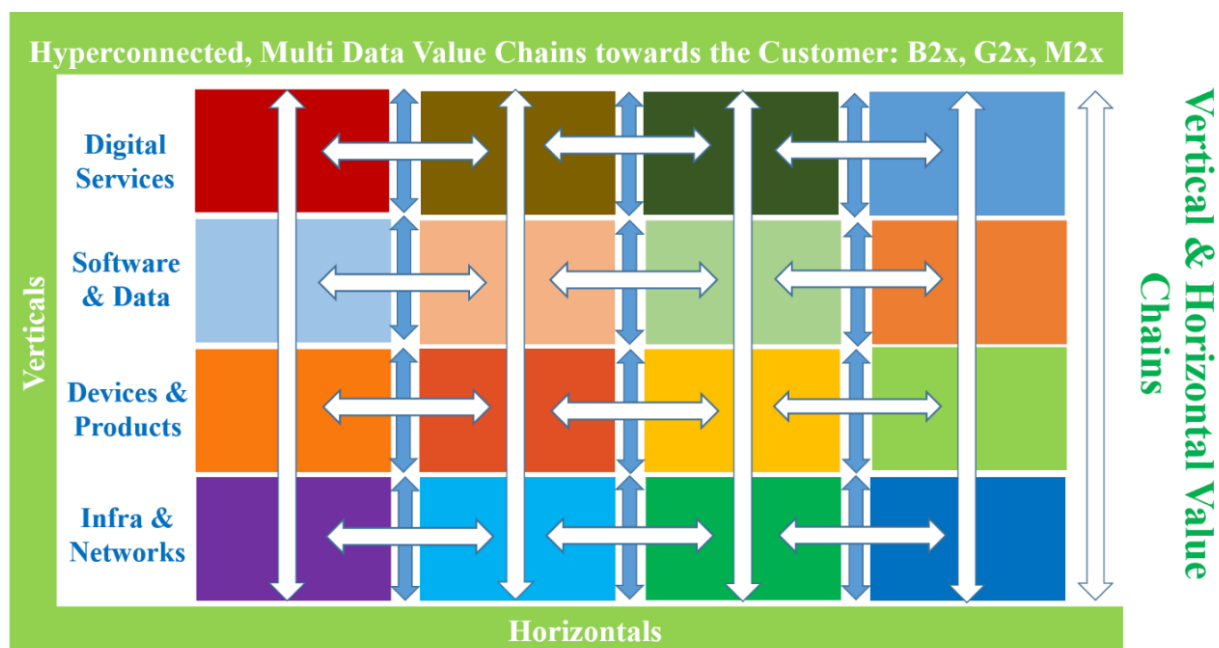 Hyperconnected, Multi Data Value Chains towards the Customer: B2x, G2x, M2x
Verticals
Digital
Services
Software
& Data
Devices &
Products
Infra &
Networks
Horizontals
Vertical & Horizontal Value
Chains